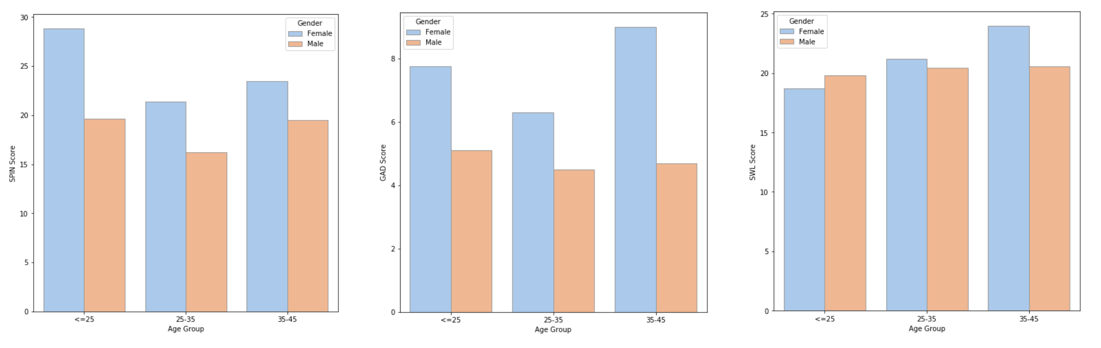 SPIN Score
30
25
20
15
10
5
0
Gender
Female
Male
<=25
25-35
35-45
Age Group
GAD Score
8
6
4
2
0
Gender
Female
Male
<=25
25-35
35-45
Age Group
SWL Score
25
20
15
10
5
0
Gender
Female
Male
<=25
25-35
35-45
Age Group